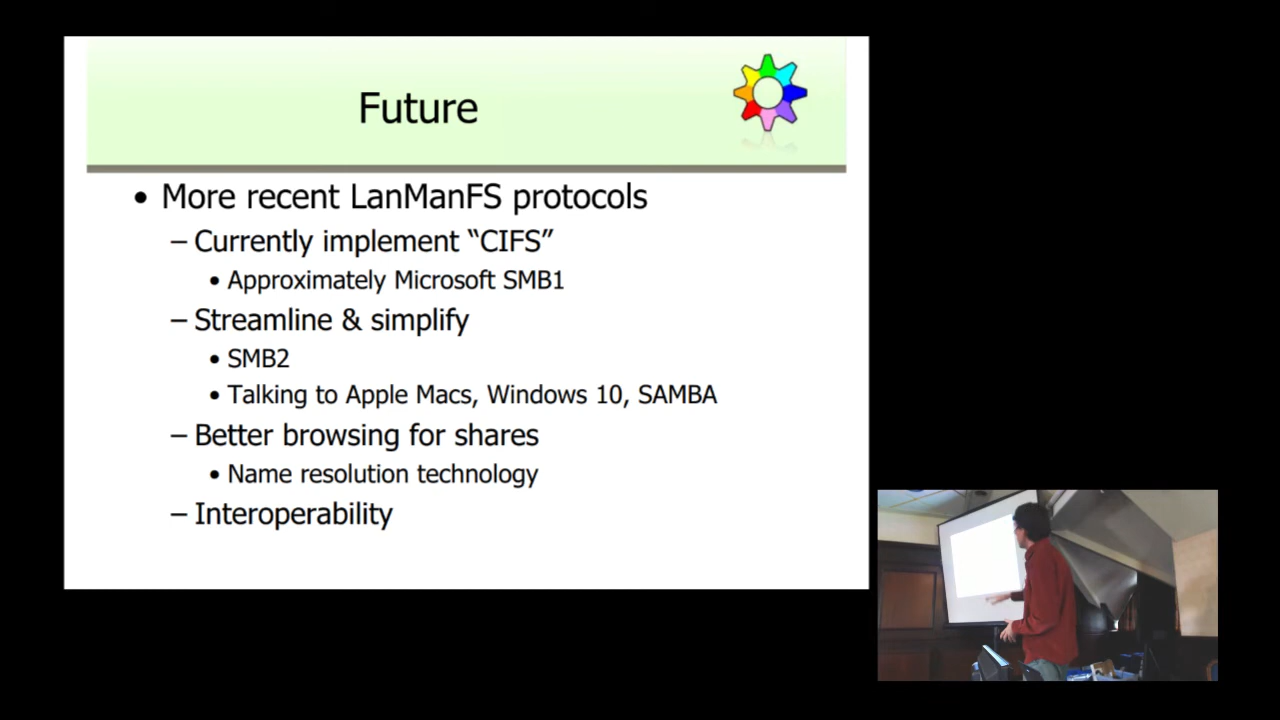 Future
• More recent LanManFS protocols
– Currently implement “CIFS”
• Approximately Microsoft SMB1
– Streamline & simplify
• SMB2
• Talking to Apple Macs, Windows 10, SAMBA
– Better browsing for shares
• Name resolution technology
– Interoperability